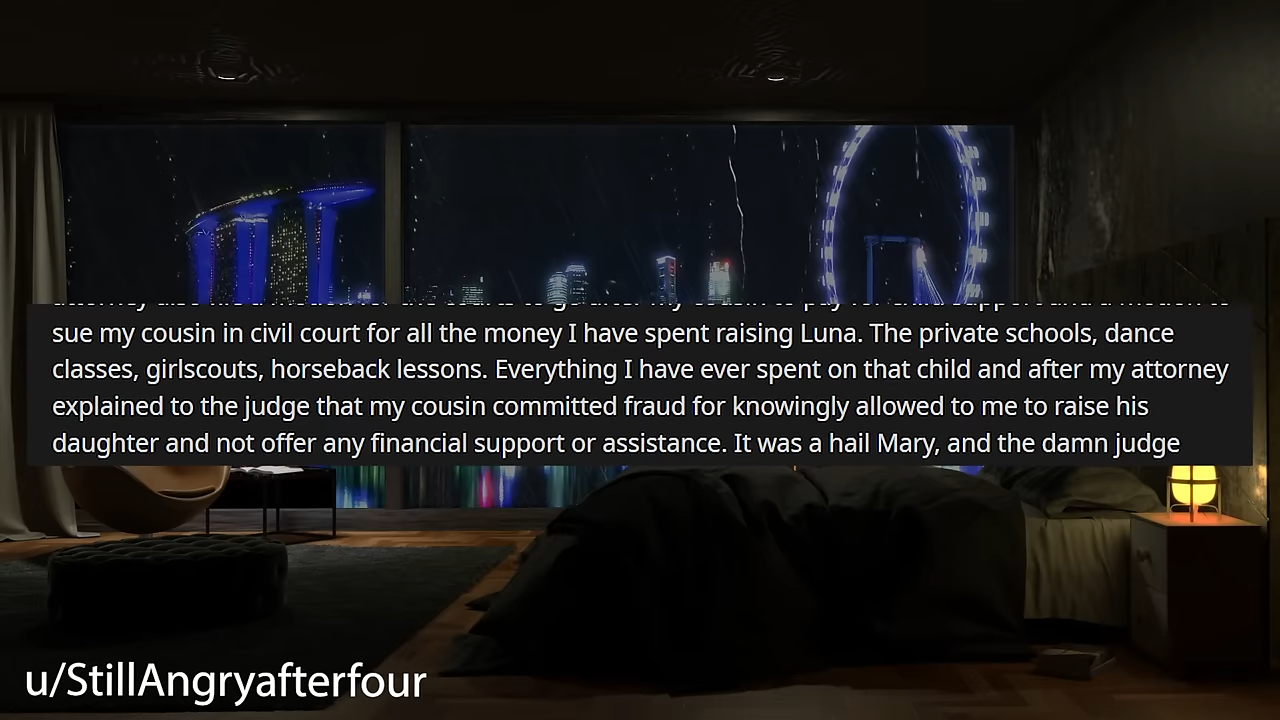 sue my cousin in civil court for all the money I have spent raising Luna. The private schools, dance
classes, girlscouts, horseback lessons. Everything I have ever spent on that child and after my attorney
explained to the judge that my cousin committed fraud for knowingly allowed to me to raise his
daughter and not offer any financial support or assistance. It was a hail Mary, and the damn judge
u/StillAngryafterfour